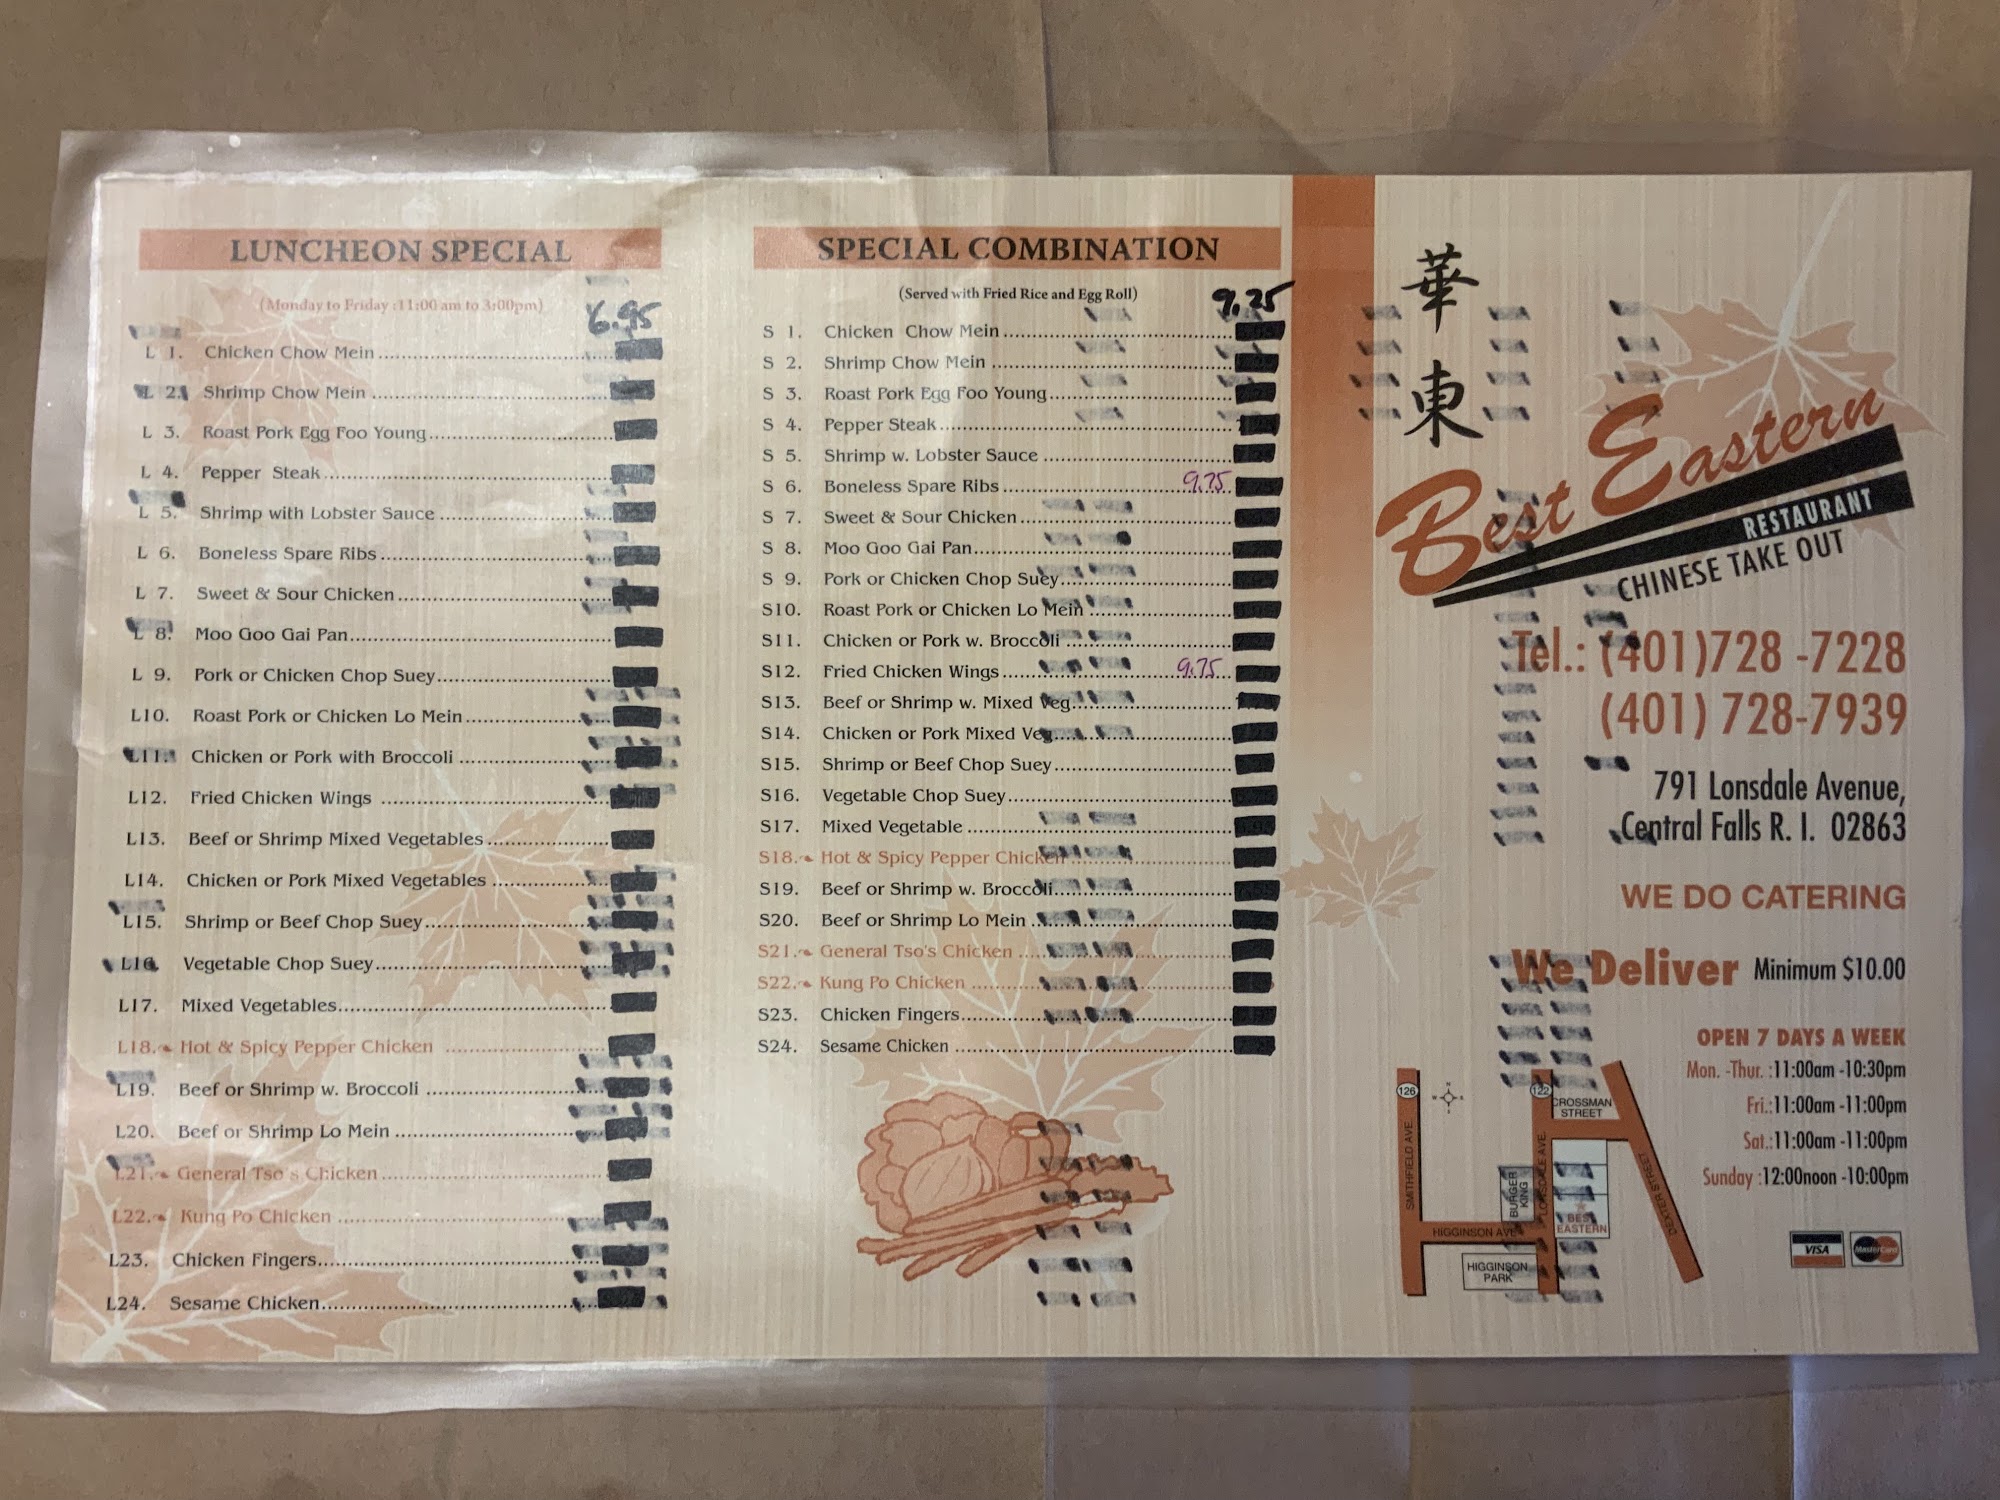 LUNCHEON SPECIAL
(Monday to Friday :11:00 am to 3:00pm)
6.95
L 1. Chicken Chow Mein
L 2. Shrimp Chow Mein
L 3. Roast Pork Egg Foo Young
L 4. Pepper Steak
L 5. Shrimp with Lobster Sauce
L 6. Boneless Spare Ribs
L 7. Sweet & Sour Chicken
L 8. Moo Goo Gai Pan
L 9. Pork or Chicken Chop Suey
L10. Roast Pork or Chicken Lo Mein
L11. Chicken or Pork with Broccoli
L12. Fried Chicken Wings
L13. Beef or Shrimp Mixed Vegetables
L14. Chicken or Pork Mixed Vegetables
L15. Shrimp or Beef Chop Suey
L16. Vegetable Chop Suey
L17. Mixed Vegetables
L18. Hot & Spicy Pepper Chicken
L19. Beef or Shrimp w. Broccoli
L20. Beef or Shrimp Lo Mein
L21. General Tso's Chicken
L22. Kung Po Chicken
L23. Chicken Fingers
L24. Sesame Chicken
SPECIAL COMBINATION
(Served with Fried Rice and Egg Roll)
9.25
S 1. Chicken Chow Mein
S 2. Shrimp Chow Mein
S 3. Roast Pork Egg Foo Young
S 4. Pepper Steak
S 5. Shrimp w. Lobster Sauce
S 6. Boneless Spare Ribs 9.75
S 7. Sweet & Sour Chicken
S 8. Moo Goo Gai Pan
S 9. Pork or Chicken Chop Suey
S10. Roast Pork or Chicken Lo Mein
S11. Chicken or Pork w. Broccoli
S12. Fried Chicken Wings 9.75
S13. Beef or Shrimp w. Mixed Veg
S14. Chicken or Pork Mixed Veg
S15. Shrimp or Beef Chop Suey
S16. Vegetable Chop Suey
S17. Mixed Vegetable
S18. Hot & Spicy Pepper Chicken
S19. Beef or Shrimp w. Broccoli
S20. Beef or Shrimp Lo Mein
S21. General Tso's Chicken
S22. Kung Po Chicken
S23. Chicken Fingers
S24. Sesame Chicken
華東
Best Eastern
RESTAURANT
CHINESE TAKE OUT
Tel.: (401)728 -7228
(401) 728-7939
791 Lonsdale Avenue,
Central Falls R. I. 02863
WE DO CATERING
We Deliver Minimum $10.00
OPEN 7 DAYS A WEEK
Mon. -Thur. :11:00am -10:30pm
Fri.:11:00am -11:00pm
Sat.:11:00am -11:00pm
Sunday :12:00noon -10:00pm
126
122
N
W E
S
CROSSMAN
STREET
SMITHFIELD AVE.
BURGER
KING
LONSDALE AVE.
DEXTER STREET
BEST
EASTERN
HIGGINSON AVE
HIGGINSON
PARK
VISA
MasterCard